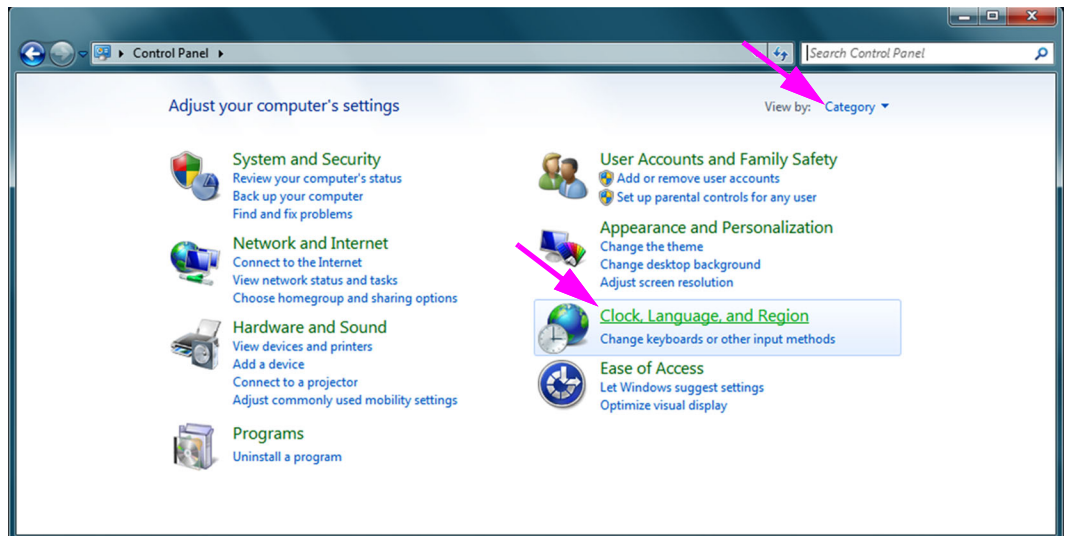 Control Panel
Search Control Panel
Adjust your computer's settings
View by: Category
System and Security
Review your computer's status
Back up your computer
Find and fix problems
Network and Internet
Connect to the Internet
View network status and tasks
Choose homegroup and sharing options
Hardware and Sound
View devices and printers
Add a device
Connect to a projector
Adjust commonly used mobility settings
Programs
Uninstall a program
User Accounts and Family Safety
Add or remove user accounts
Set up parental controls for any user
Appearance and Personalization
Change the theme
Change desktop background
Adjust screen resolution
Clock, Language, and Region
Change keyboards or other input methods
Ease of Access
Let Windows suggest settings
Optimize visual display